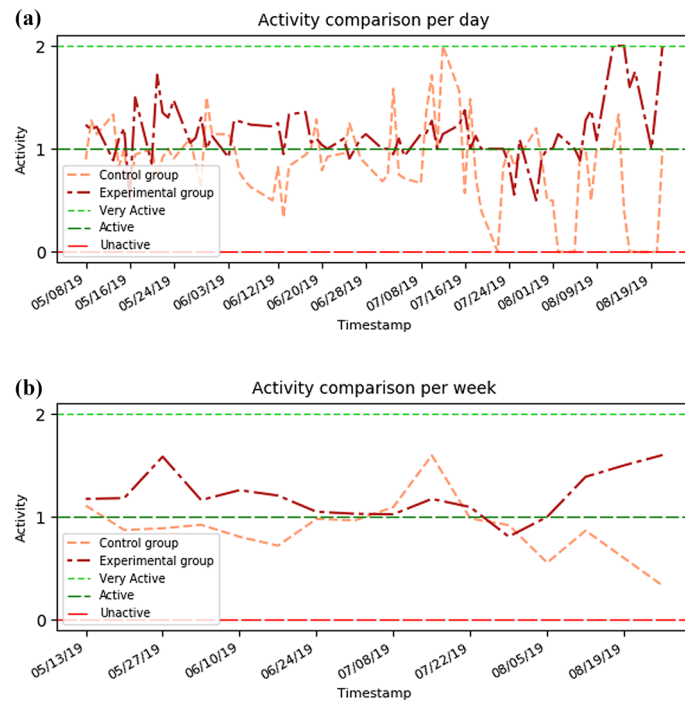 (a)
Activity comparison per day
2
1
0
Activity
Control group
Experimental group
Very Active
Active
Unactive
05/08/19
05/16/19
05/24/19
06/03/19
06/12/19
06/20/19
06/28/19
07/08/19
07/16/19
07/24/19
08/01/19
08/09/19
08/19/19
Timestamp
(b)
Activity comparison per week
2
1
0
Activity
Control group
Experimental group
Very Active
Active
Unactive
05/13/19
05/27/19
06/10/19
06/24/19
07/08/19
07/22/19
08/05/19
08/19/19
Timestamp